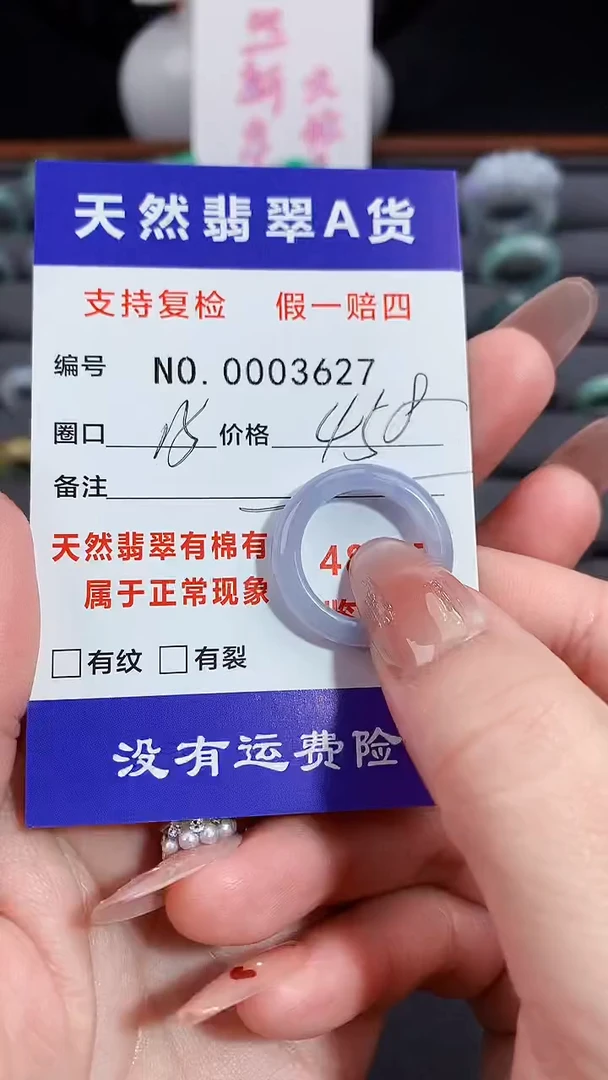 天然翡翠A货
支持复检 假一赔四
编号 NO.0003627
圈口 18 价格 458
备注
天然翡翠有棉有
48
属于正常现象
有纹 有裂
没有运费险